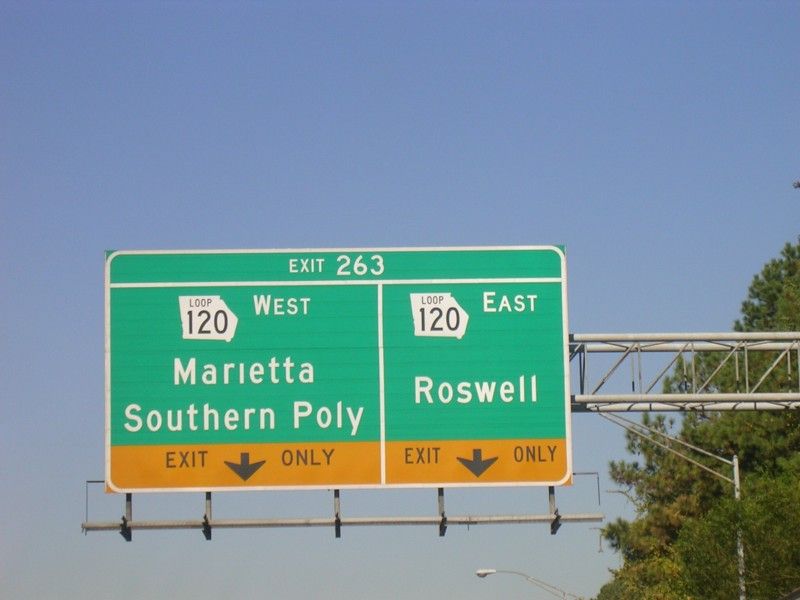 EXIT 263
LOOP 120 WEST
Marietta
Southern Poly
EXIT ONLY
LOOP 120 EAST
Roswell
EXIT ONLY